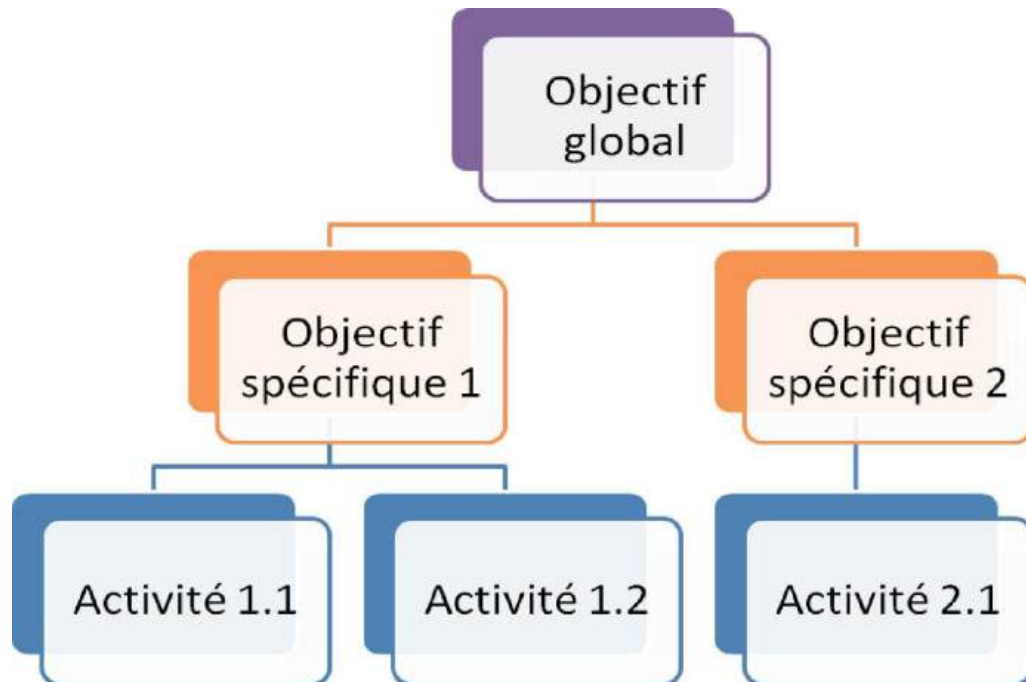 Objectif
global
Objectif
spécifique 1
Objectif
spécifique 2
Activité 1.1
Activité 1.2
Activité 2.1